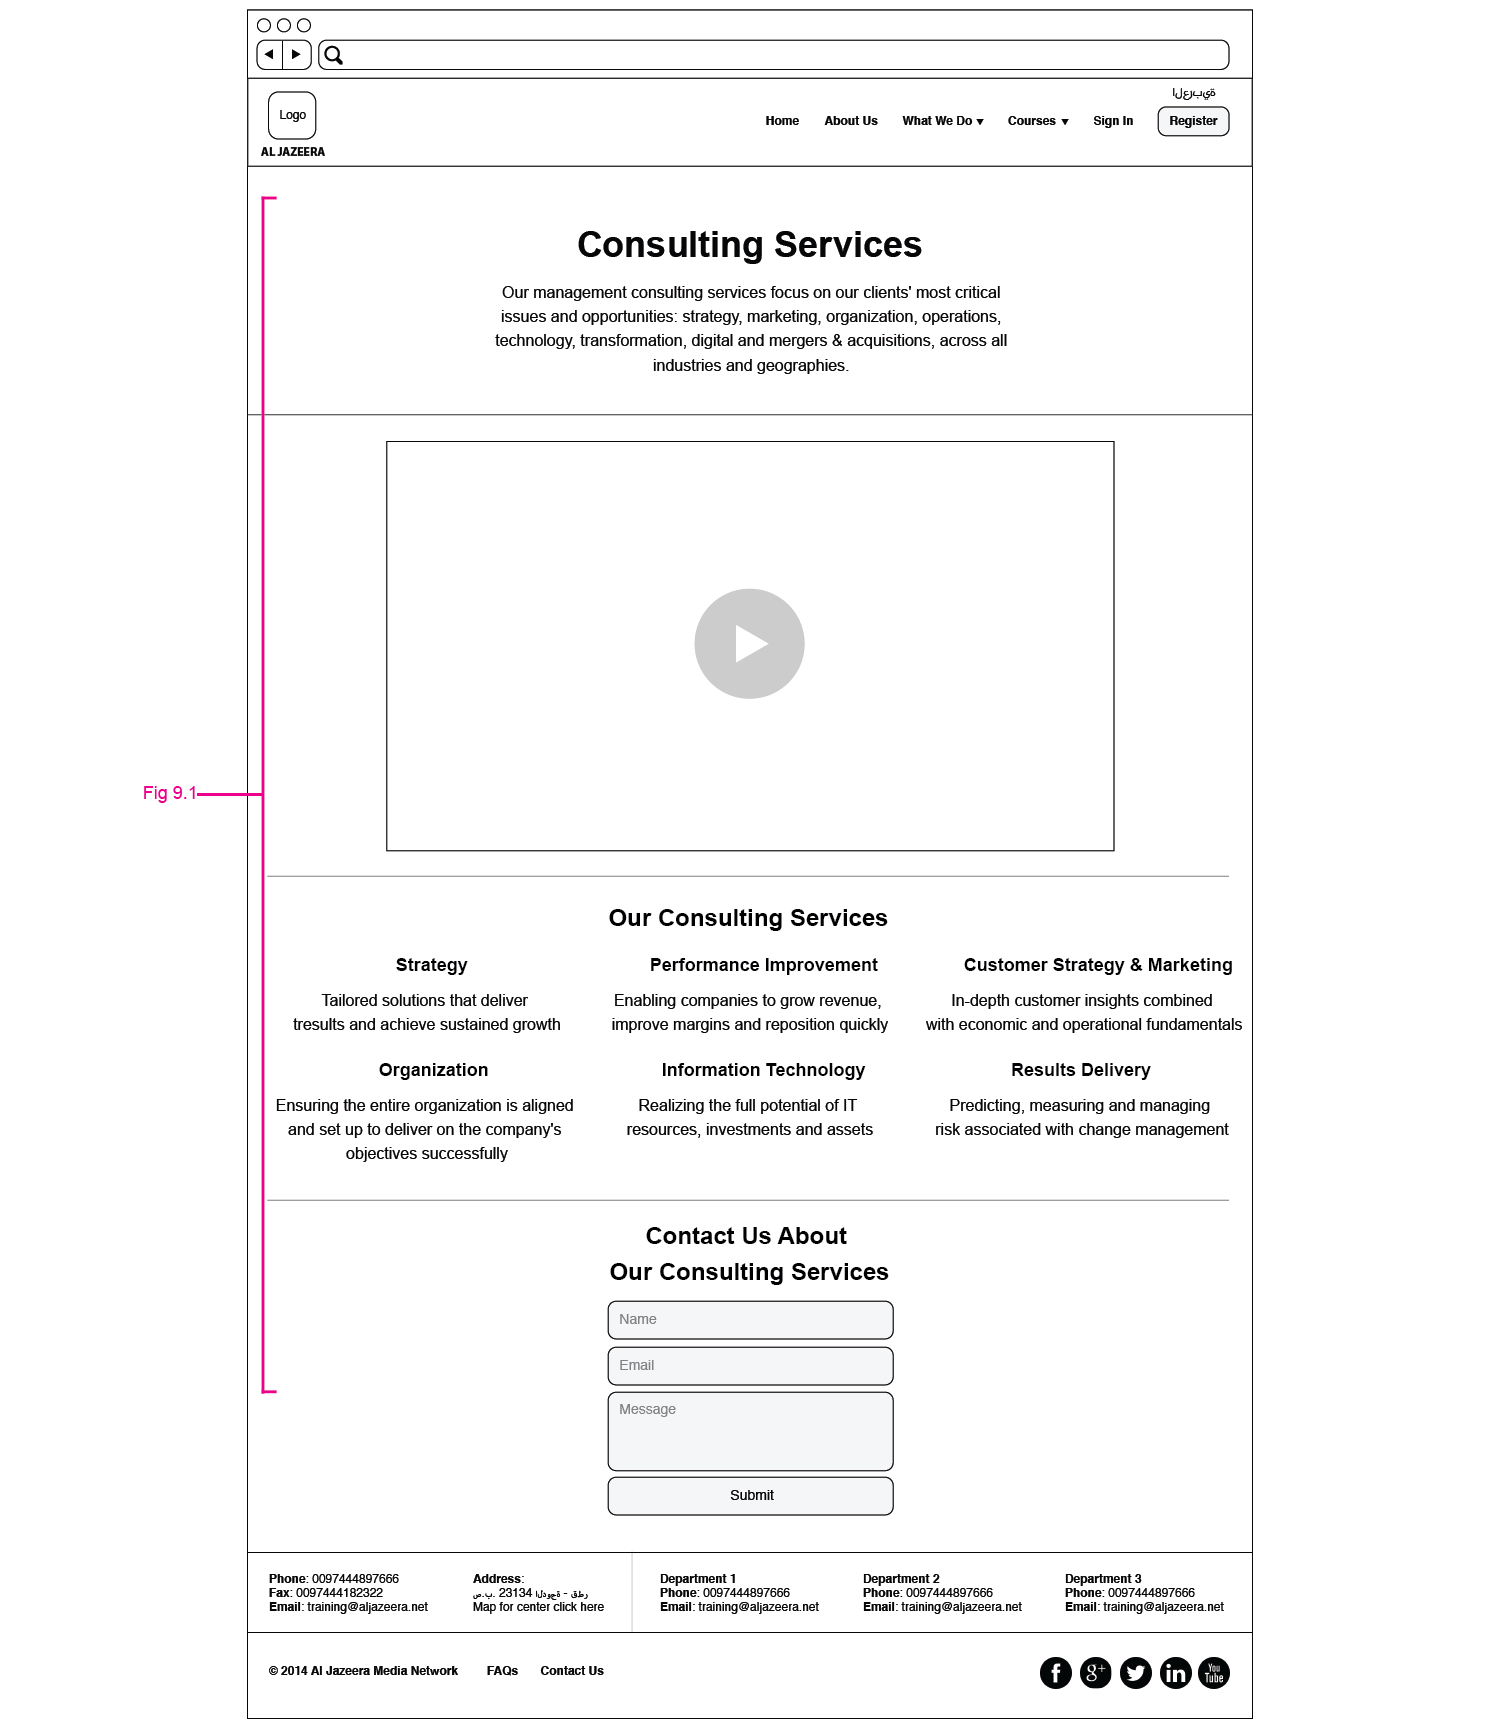 Logo
AL JAZEERA
Home About Us What We Do Courses Sign In
العربية
Register
Consulting Services
Our management consulting services focus on our clients' most critical
issues and opportunities: strategy, marketing, organization, operations,
technology, transformation, digital and mergers & acquisitions, across all
industries and geographies.
Fig 9.1
Our Consulting Services
Strategy
Tailored solutions that deliver
tresults and achieve sustained growth
Performance Improvement
Enabling companies to grow revenue,
improve margins and reposition quickly
Customer Strategy & Marketing
In-depth customer insights combined
with economic and operational fundamentals
Organization
Ensuring the entire organization is aligned
and set up to deliver on the company's
objectives successfully
Information Technology
Realizing the full potential of IT
resources, investments and assets
Results Delivery
Predicting, measuring and managing
risk associated with change management
Contact Us About
Our Consulting Services
Name
Email
Message
Submit
Phone: 0097444897666
Fax: 0097444182322
Email: training@aljazeera.net
Address:
ص.ب. 23134 الدوحة - قطر
Map for center click here
Department 1
Phone: 0097444897666
Email: training@aljazeera.net
Department 2
Phone: 0097444897666
Email: training@aljazeera.net
Department 3
Phone: 0097444897666
Email: training@aljazeera.net
© 2014 Al Jazeera Media Network FAQs Contact Us
f g+ in You Tube